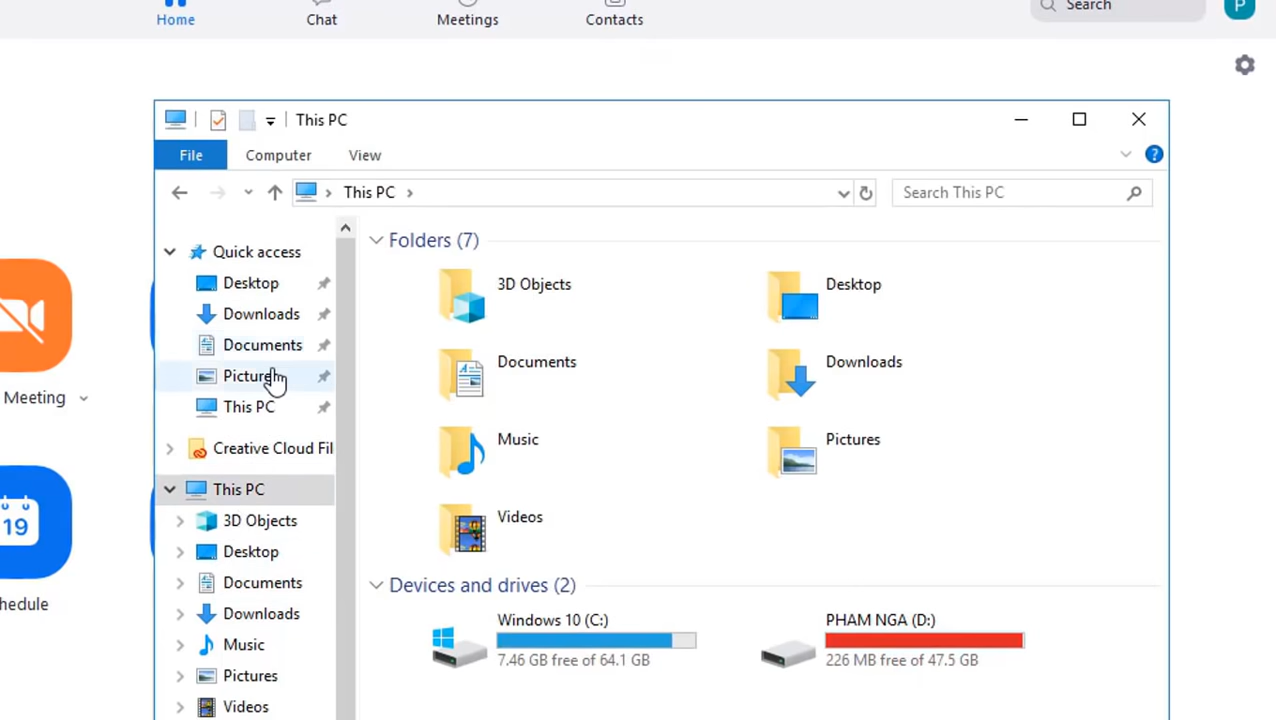 Home
Chat
Meetings
Contacts
Search
P
This PC
File
Computer
View
?
This PC
Search This PC
Quick access
Desktop
Downloads
Documents
This PC
Creative Cloud Fil
This PC
3D Objects
Desktop
Documents
Downloads
Music
Pictures
Videos
Folders (7)
3D Objects
Desktop
Documents
Downloads
Music
Pictures
Videos
Devices and drives (2)
Windows 10 (C:)
7.46 GB free of 64.1 GB
PHAM NGA (D:)
226 MB free of 47.5 GB
Meeting
19
hedule